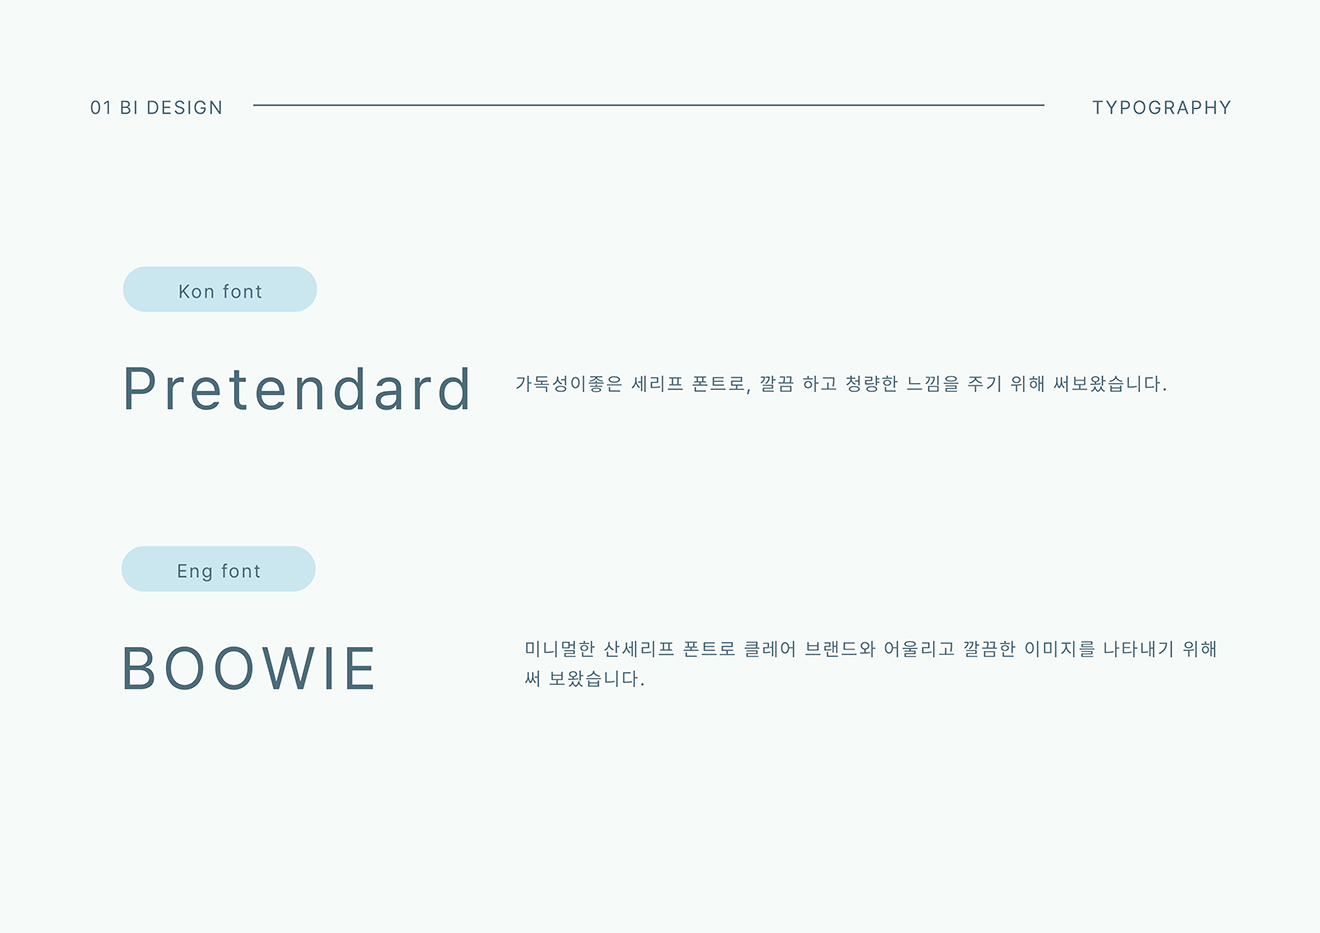 01 BI DESIGN
TYPOGRAPHY
Kon font
Pretendard
가독성이좋은 세리프 폰트로, 깔끔 하고 청량한 느낌을 주기 위해 써보왔습니다.
Eng font
BOOWIE
미니멀한 산세리프 폰트로 클레어 브랜드와 어울리고 깔끔한 이미지를 나타내기 위해
써 보왔습니다.